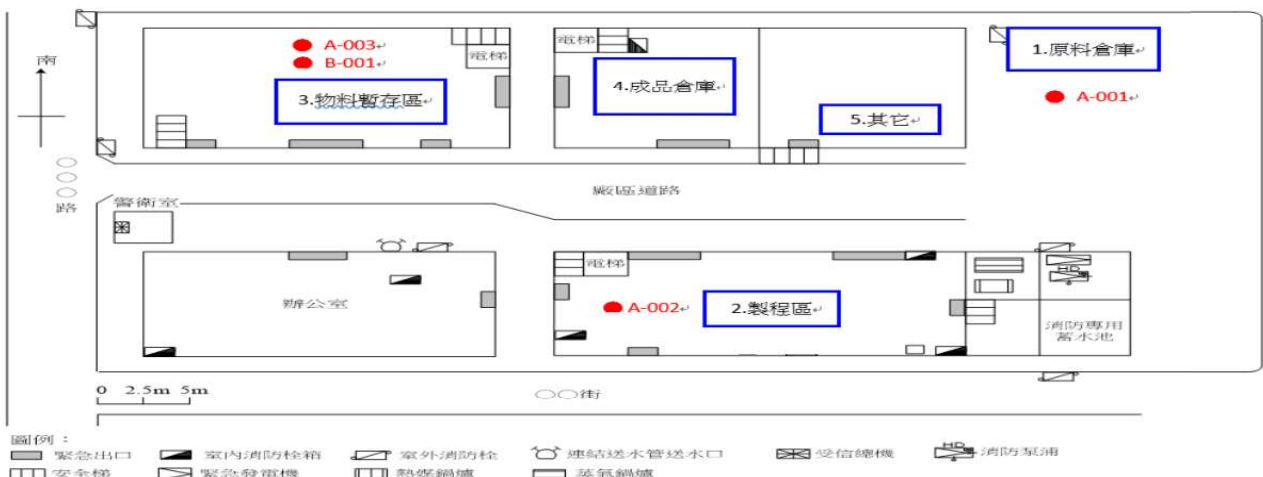 南
A-003
B-001
電梯
3.物料暫存區
電梯
4.成品倉庫
5.其它
1.原料倉庫
A-001
○○○路
廠區道路
警衛室
辦公室
電梯
A-002
2.製程區
HD
消防專用
蓄水池
0 2.5m 5m
○○街
圖例：
緊急出口 室內消防栓箱 室外消防栓 連結送水管送水口 受信總機 HD 消防泵浦
安全梯 緊急發電機 熱媒鍋爐 蒸氣鍋爐